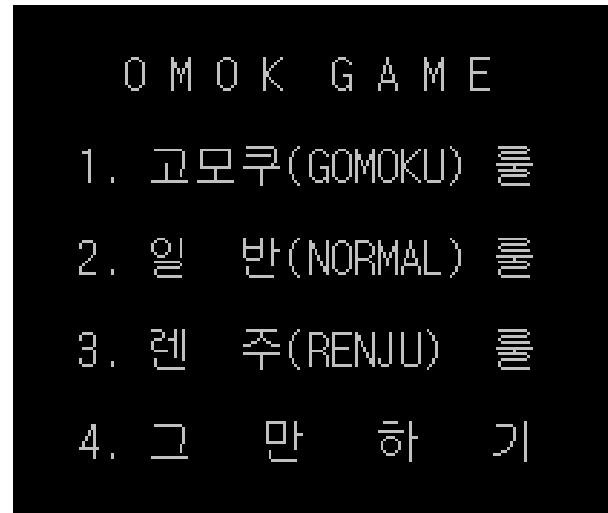 O M O K G A M E
1. 고모쿠(GOMOKU) 룰
2. 일 반(NORMAL) 룰
3. 렌 주(RENJU) 룰
4. 그 만 하 기